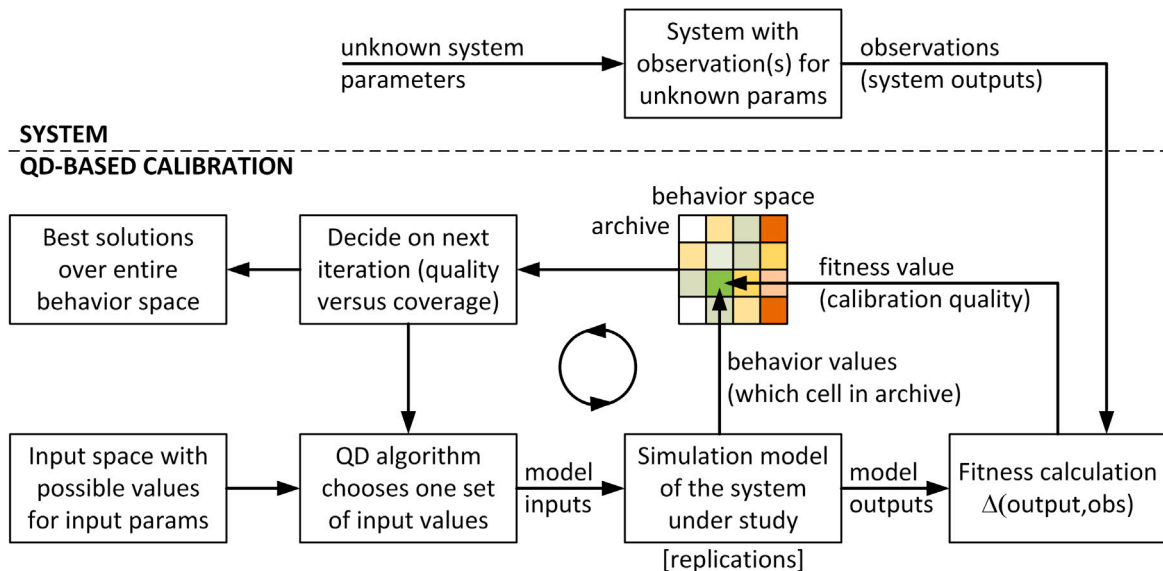 unknown system
parameters
System with
observation(s) for
unknown params
observations
(system outputs)
SYSTEM
QD-BASED CALIBRATION
behavior space
archive
Best solutions
over entire
behavior space
Decide on next
iteration (quality
versus coverage)
fitness value
(calibration quality)
behavior values
(which cell in archive)
Input space with
possible values
for input params
QD algorithm
chooses one set
of input values
model
inputs
Simulation model
of the system
under study
[replications]
model
outputs
Fitness calculation
Δ(output,obs)